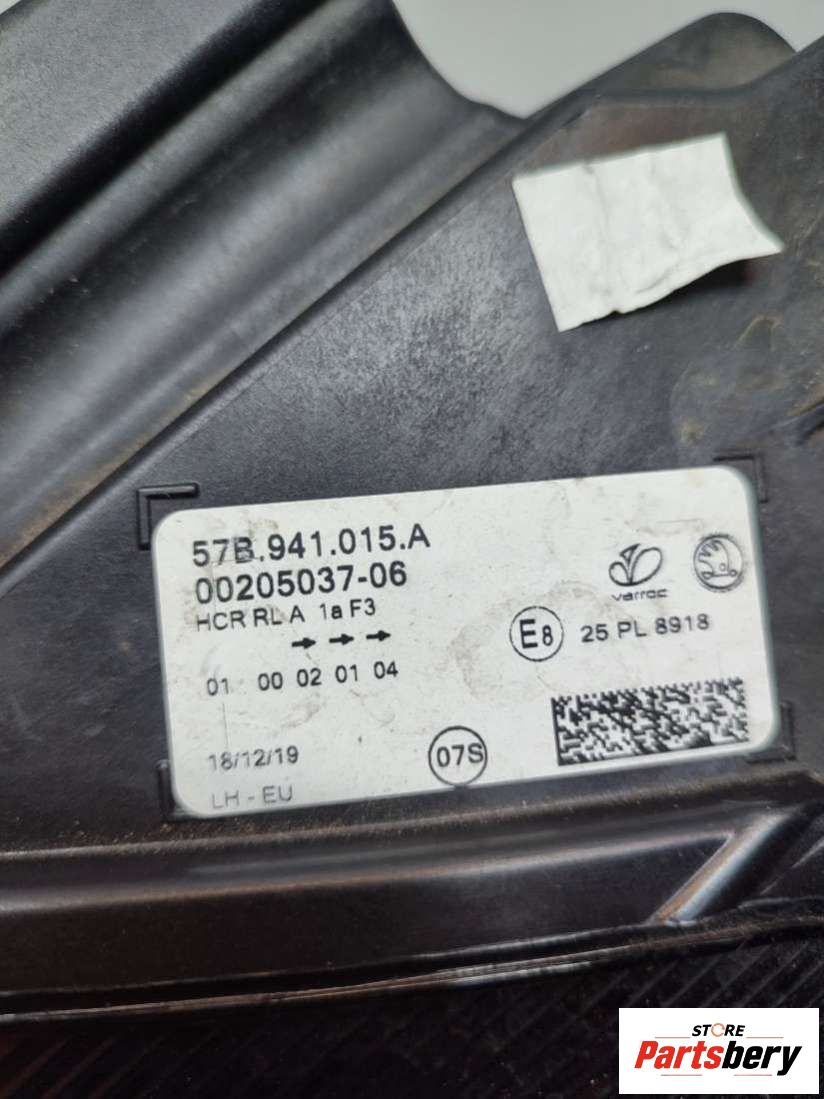 57B.941.015.A
00205037-06
HCR RL A 1a F3
01 00 02 01 04
varroc
E8 25 PL 8918
18/12/19
07S
LH - EU
STORE
Partsbery